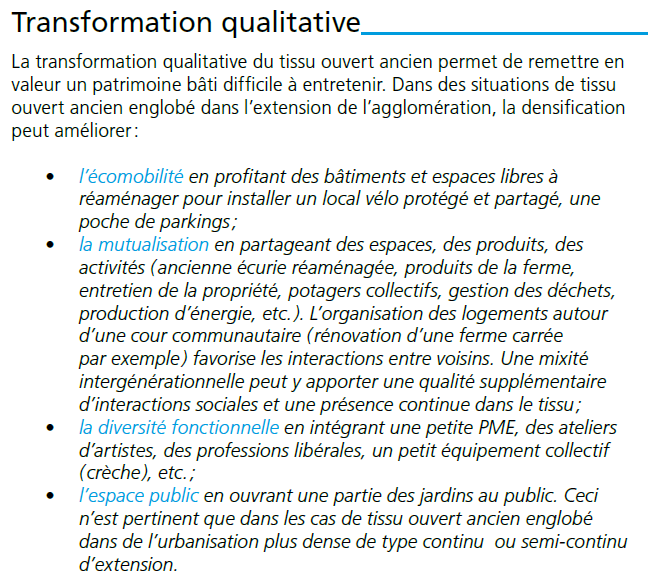 Transformation qualitative
La transformation qualitative du tissu ouvert ancien permet de remettre en
valeur un patrimoine bâti difficile à entretenir. Dans des situations de tissu
ouvert ancien englobé dans l’extension de l’agglomération, la densification
peut améliorer :
• l’écomobilité en profitant des bâtiments et espaces libres à
réaménager pour installer un local vélo protégé et partagé, une
poche de parkings ;
• la mutualisation en partageant des espaces, des produits, des
activités (ancienne écurie réaménagée, produits de la ferme,
entretien de la propriété, potagers collectifs, gestion des déchets,
production d’énergie, etc.). L’organisation des logements autour
d’une cour communautaire (rénovation d’une ferme carrée
par exemple) favorise les interactions entre voisins. Une mixité
intergénérationnelle peut y apporter une qualité supplémentaire
d’interactions sociales et une présence continue dans le tissu ;
• la diversité fonctionnelle en intégrant une petite PME, des ateliers
d’artistes, des professions libérales, un petit équipement collectif
(crèche), etc. ;
• l’espace public en ouvrant une partie des jardins au public. Ceci
n’est pertinent que dans les cas de tissu ouvert ancien englobé
dans de l’urbanisation plus dense de type continu ou semi-continu
d’extension.